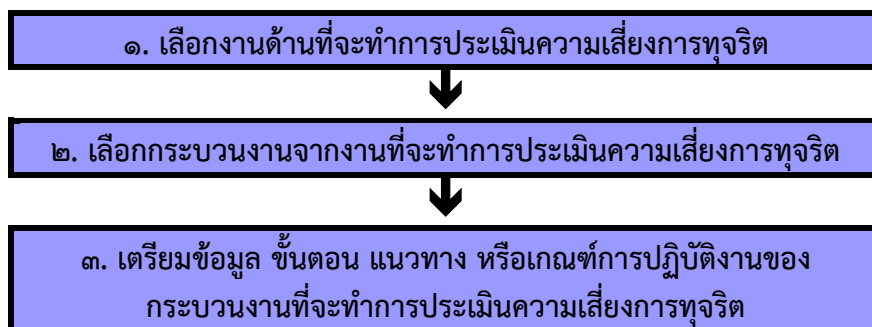 ๑. เลือกงานด้านที่จะทำการประเมินความเสี่ยงการทุจริต
๒. เลือกกระบวนงานจากงานที่จะทำการประเมินความเสี่ยงการทุจริต
๓. เตรียมข้อมูล ขั้นตอน แนวทาง หรือเกณฑ์การปฏิบัติงานของ
กระบวนงานที่จะทำการประเมินความเสี่ยงการทุจริต